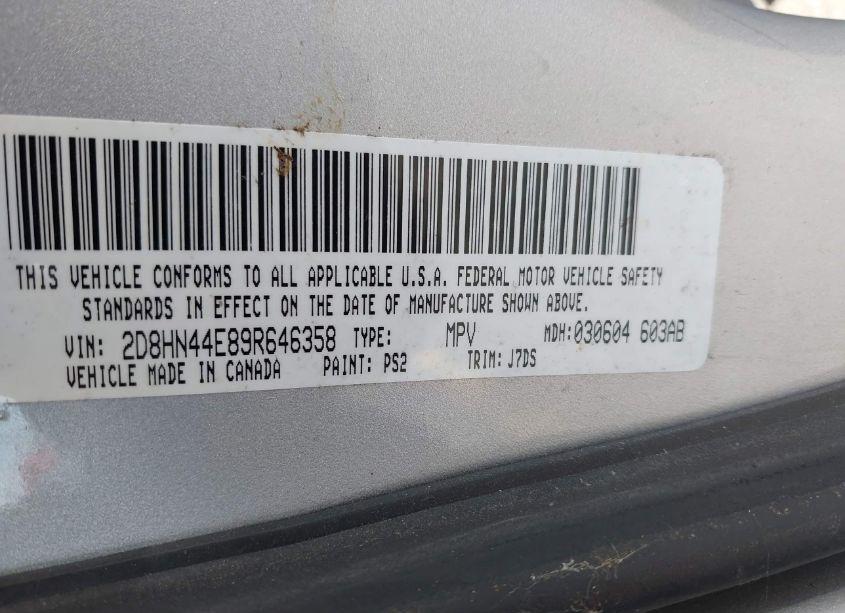 THIS VEHICLE CONFORMS TO ALL APPLICABLE U.S.A. FEDERAL MOTOR VEHICLE SAFETY
STANDARDS IN EFFECT ON THE DATE OF MANUFACTURE SHOWN ABOVE.
VIN: 2D8HN44E89R646358 TYPE: MPV MDH:030604 603AB
VEHICLE MADE IN CANADA PAINT: PS2 TRIM: J7DS